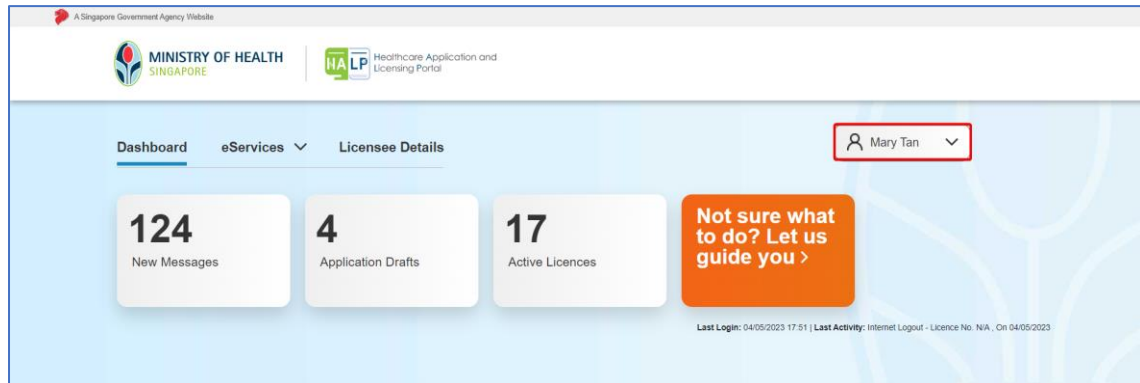 A Singapore Government Agency Website
MINISTRY OF HEALTH
SINGAPORE
HALP
Healthcare Application and
Licensing Portal
Dashboard eServices Licensee Details
Mary Tan
124
New Messages
4
Application Drafts
17
Active Licences
Not sure what
to do? Let us
guide you >
Last Login: 04/05/2023 17:51 | Last Activity: Internet Logout - Licence No. N/A , On 04/05/2023